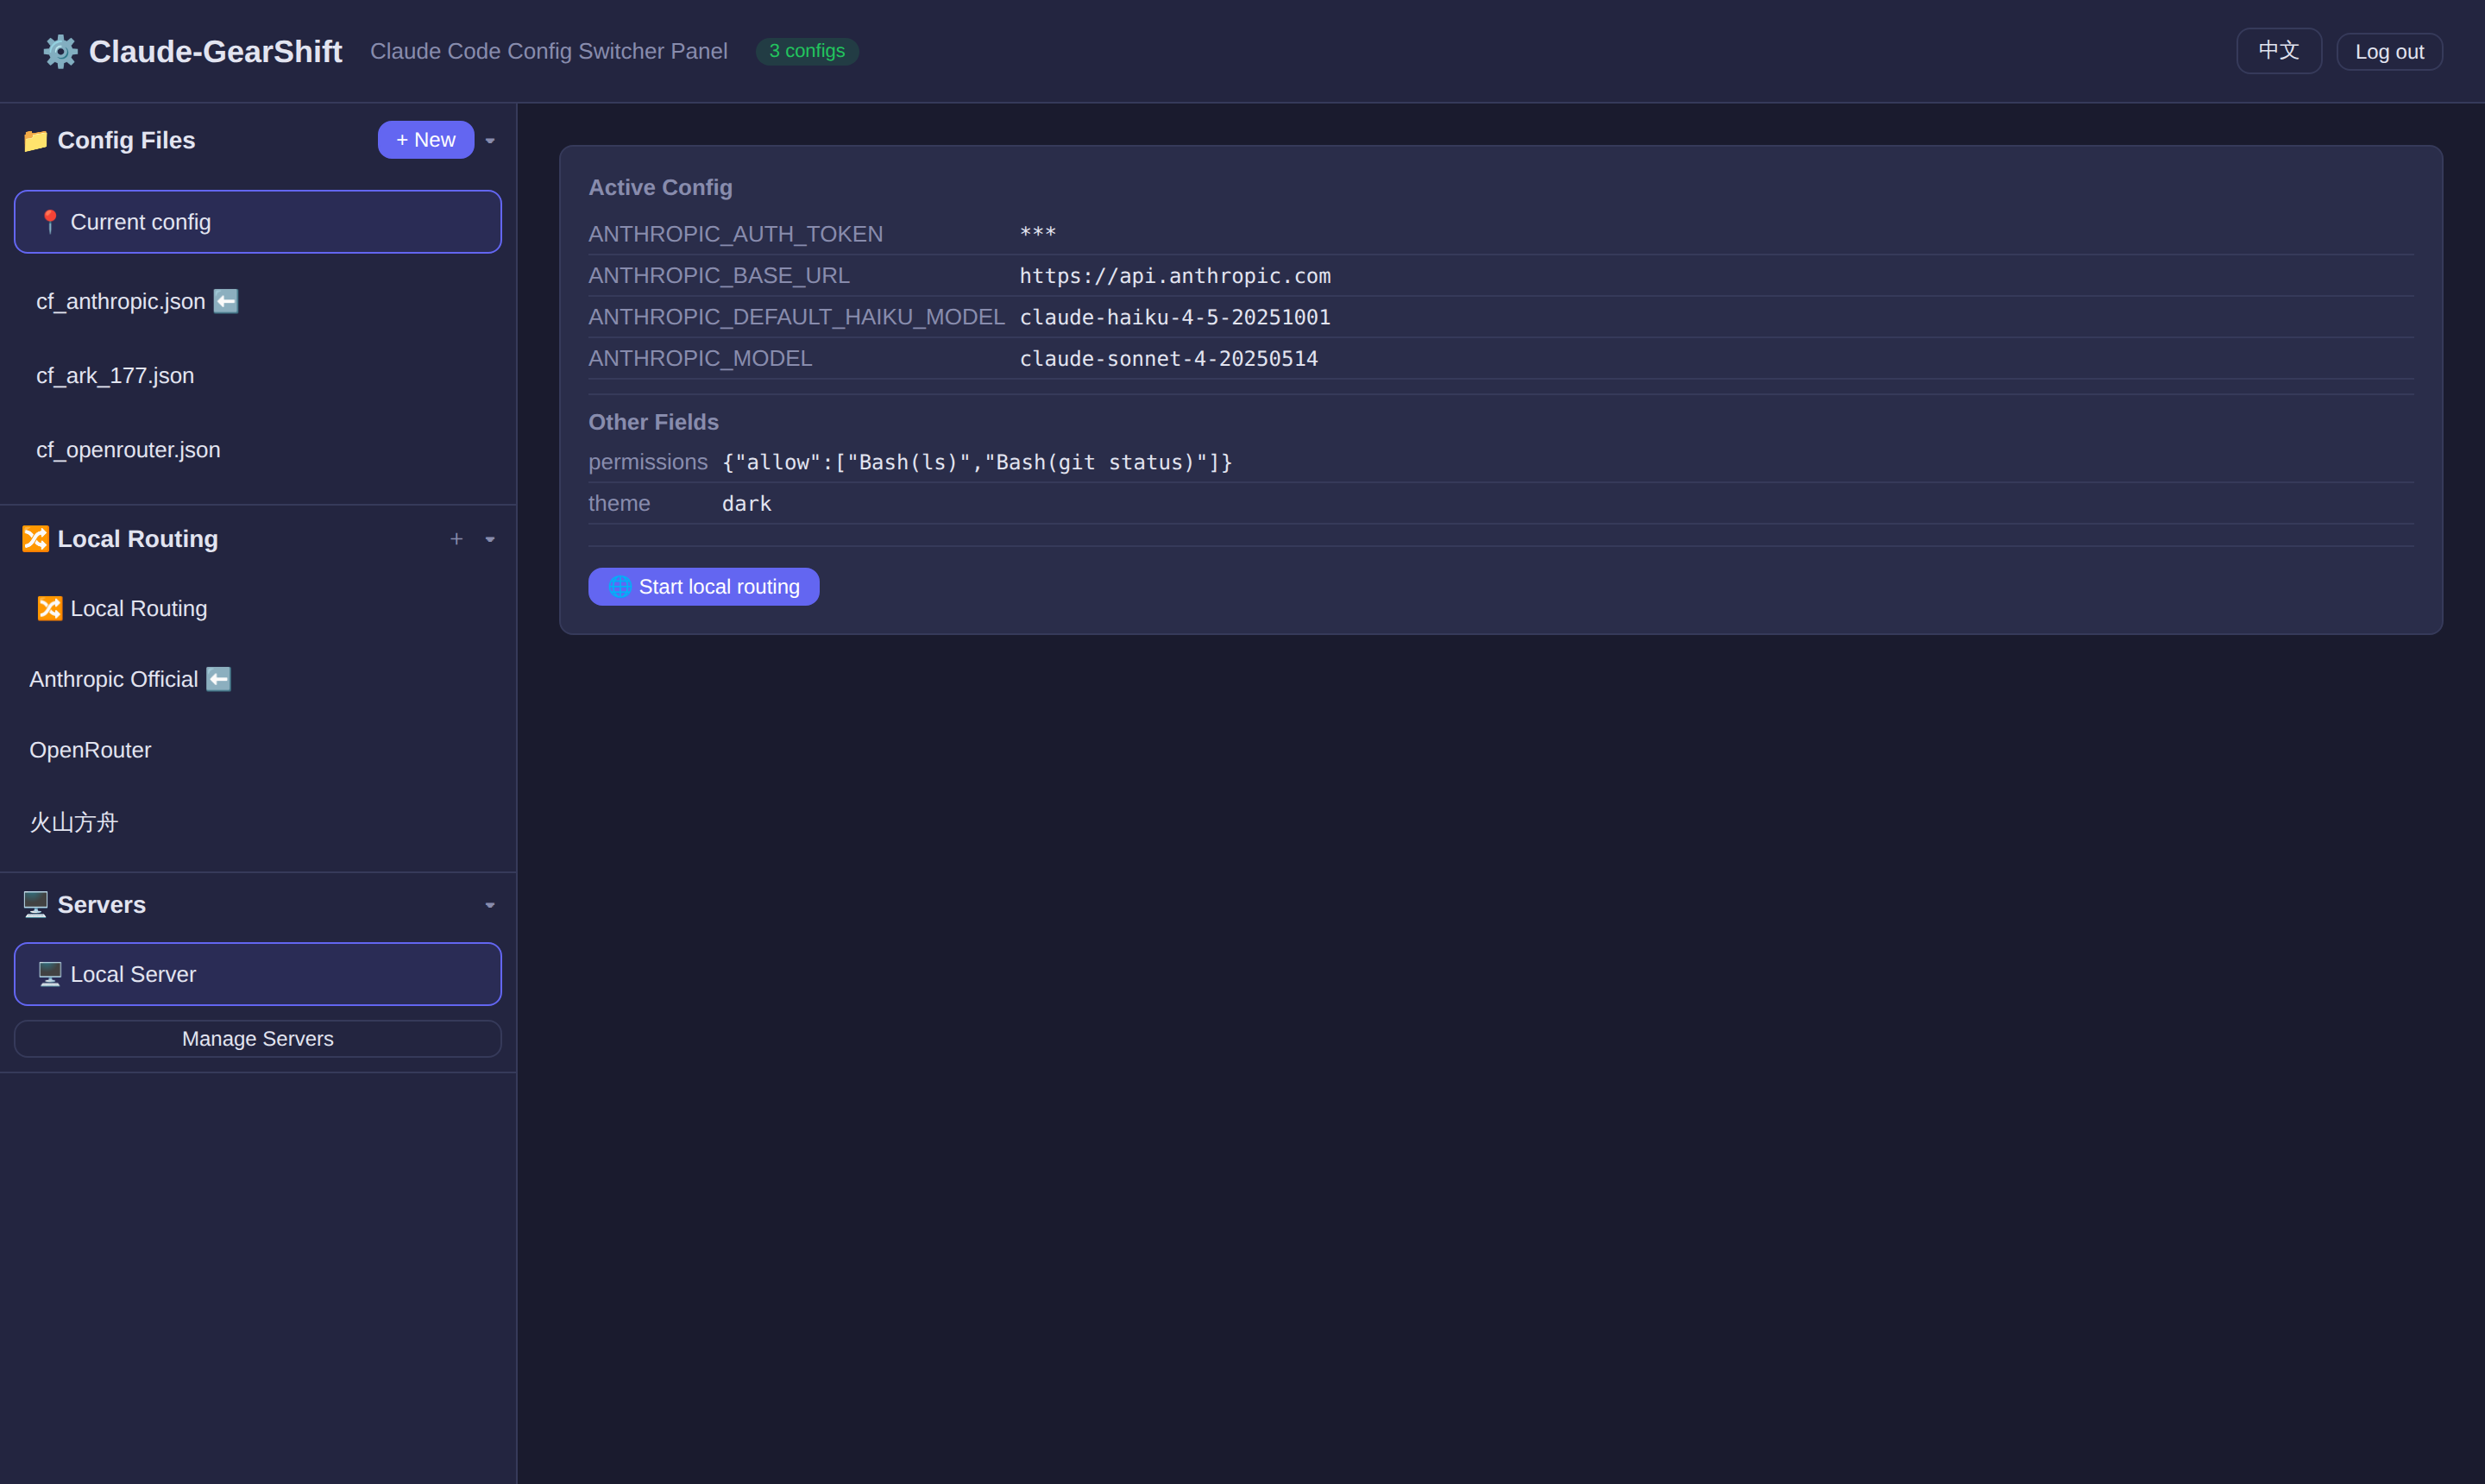 Claude-GearShift Claude Code Config Switcher Panel 3 configs 中文 Log out
Config Files + New
Current config
cf_anthropic.json
cf_ark_177.json
cf_openrouter.json
Local Routing +
Local Routing
Anthropic Official
OpenRouter
火山方舟
Servers
Local Server
Manage Servers
Active Config
ANTHROPIC_AUTH_TOKEN ***
ANTHROPIC_BASE_URL https://api.anthropic.com
ANTHROPIC_DEFAULT_HAIKU_MODEL claude-haiku-4-5-20251001
ANTHROPIC_MODEL claude-sonnet-4-20250514
Other Fields
permissions {"allow":["Bash(ls)","Bash(git status)"]}
theme dark
Start local routing